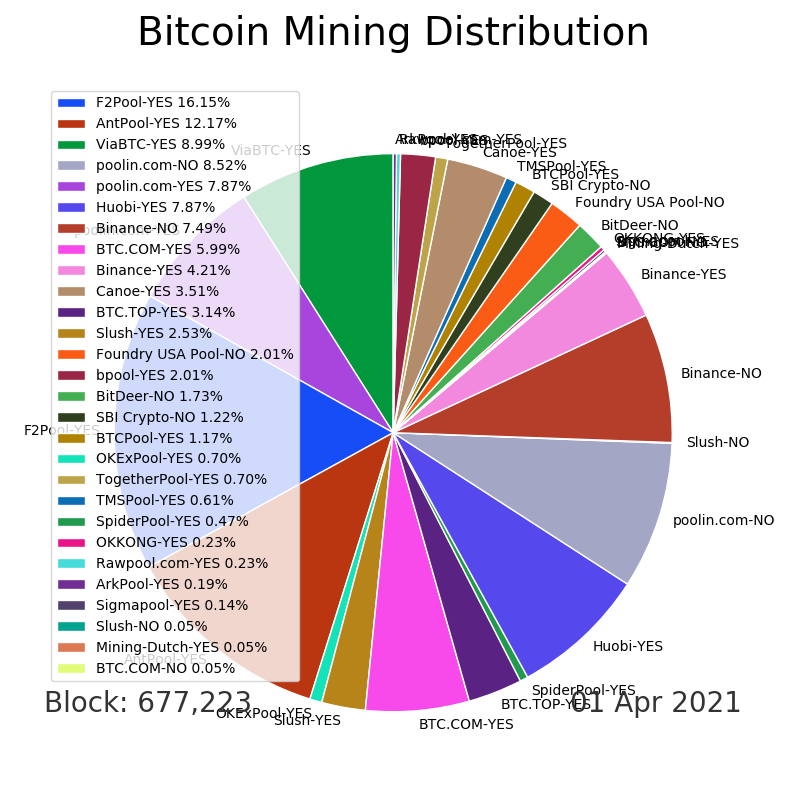 Bitcoin Mining Distribution
F2Pool-YES 16.15%
AntPool-YES 12.17%
ViaBTC-YES 8.99%
poolin.com-NO 8.52%
poolin.com-YES 7.87%
Huobi-YES 7.87%
Binance-NO 7.49%
BTC.COM-YES 5.99%
Binance-YES 4.21%
Canoe-YES 3.51%
BTC.TOP-YES 3.14%
Slush-YES 2.53%
Foundry USA Pool-NO 2.01%
bpool-YES 2.01%
BitDeer-NO 1.73%
SBI Crypto-NO 1.22%
BTCPool-YES 1.17%
OKExPool-YES 0.70%
TogetherPool-YES 0.70%
TMSPool-YES 0.61%
SpiderPool-YES 0.47%
OKKONG-YES 0.23%
Rawpool.com-YES 0.23%
ArkPool-YES 0.19%
Sigmapool-YES 0.14%
Slush-NO 0.05%
Mining-Dutch-YES 0.05%
BTC.COM-NO 0.05%
ViaBTC-YES
F2Pool-YES
AntPool-YES
OKExPool-YES
Slush-YES
BTC.COM-YES
BTC.TOP-YES
SpiderPool-YES
Huobi-YES
poolin.com-NO
Slush-NO
Binance-NO
Binance-YES
Mining-Dutch-YES
OKKONG-YES
BitDeer-NO
Foundry USA Pool-NO
SBI Crypto-NO
BTCPool-YES
TMSPool-YES
Canoe-YES
TogetherPool-YES
Block: 677,223
01 Apr 2021